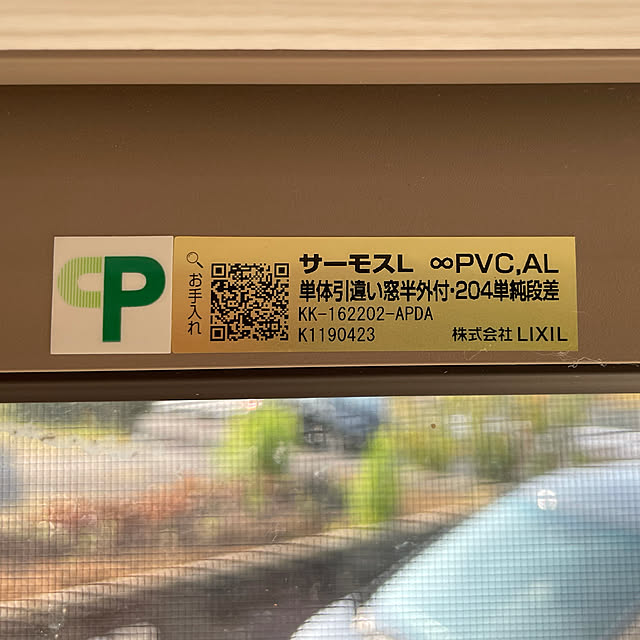 CP
お手入れ
サーモスL ∞PVC,AL
単体引違い窓半外付・204単純段差
KK-162202-APDA
K1190423 株式会社 LIXIL